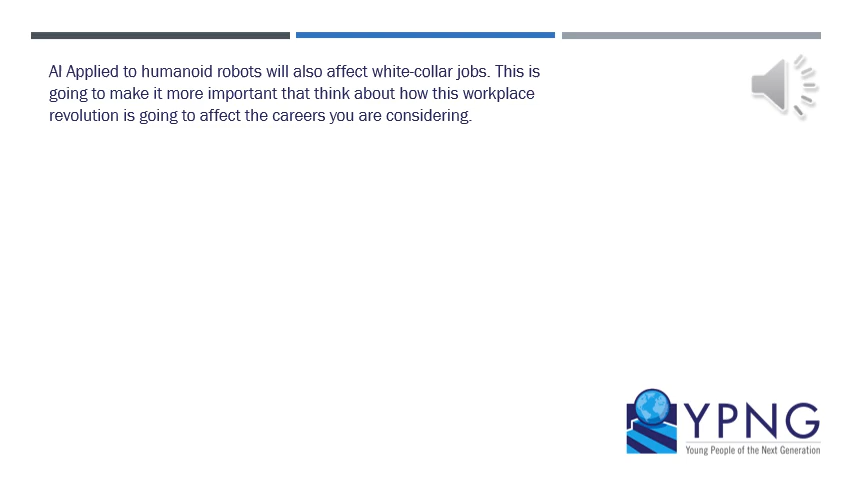 AI Applied to humanoid robots will also affect white-collar jobs. This is
going to make it more important that think about how this workplace
revolution is going to affect the careers you are considering.
YPNG
Young People of the Next Generation